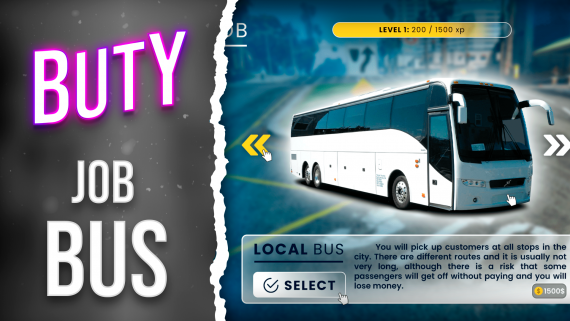 BUTY
JOB
BUS
OB
LEVEL 1: 200 / 1500 xp
LOCAL BUS
SELECT
You will pick up customers at all stops in the
city. There are different routes and it is usually not
very long, although there is a risk that some
passengers will get off without paying and you will
lose money.
$ 1500$